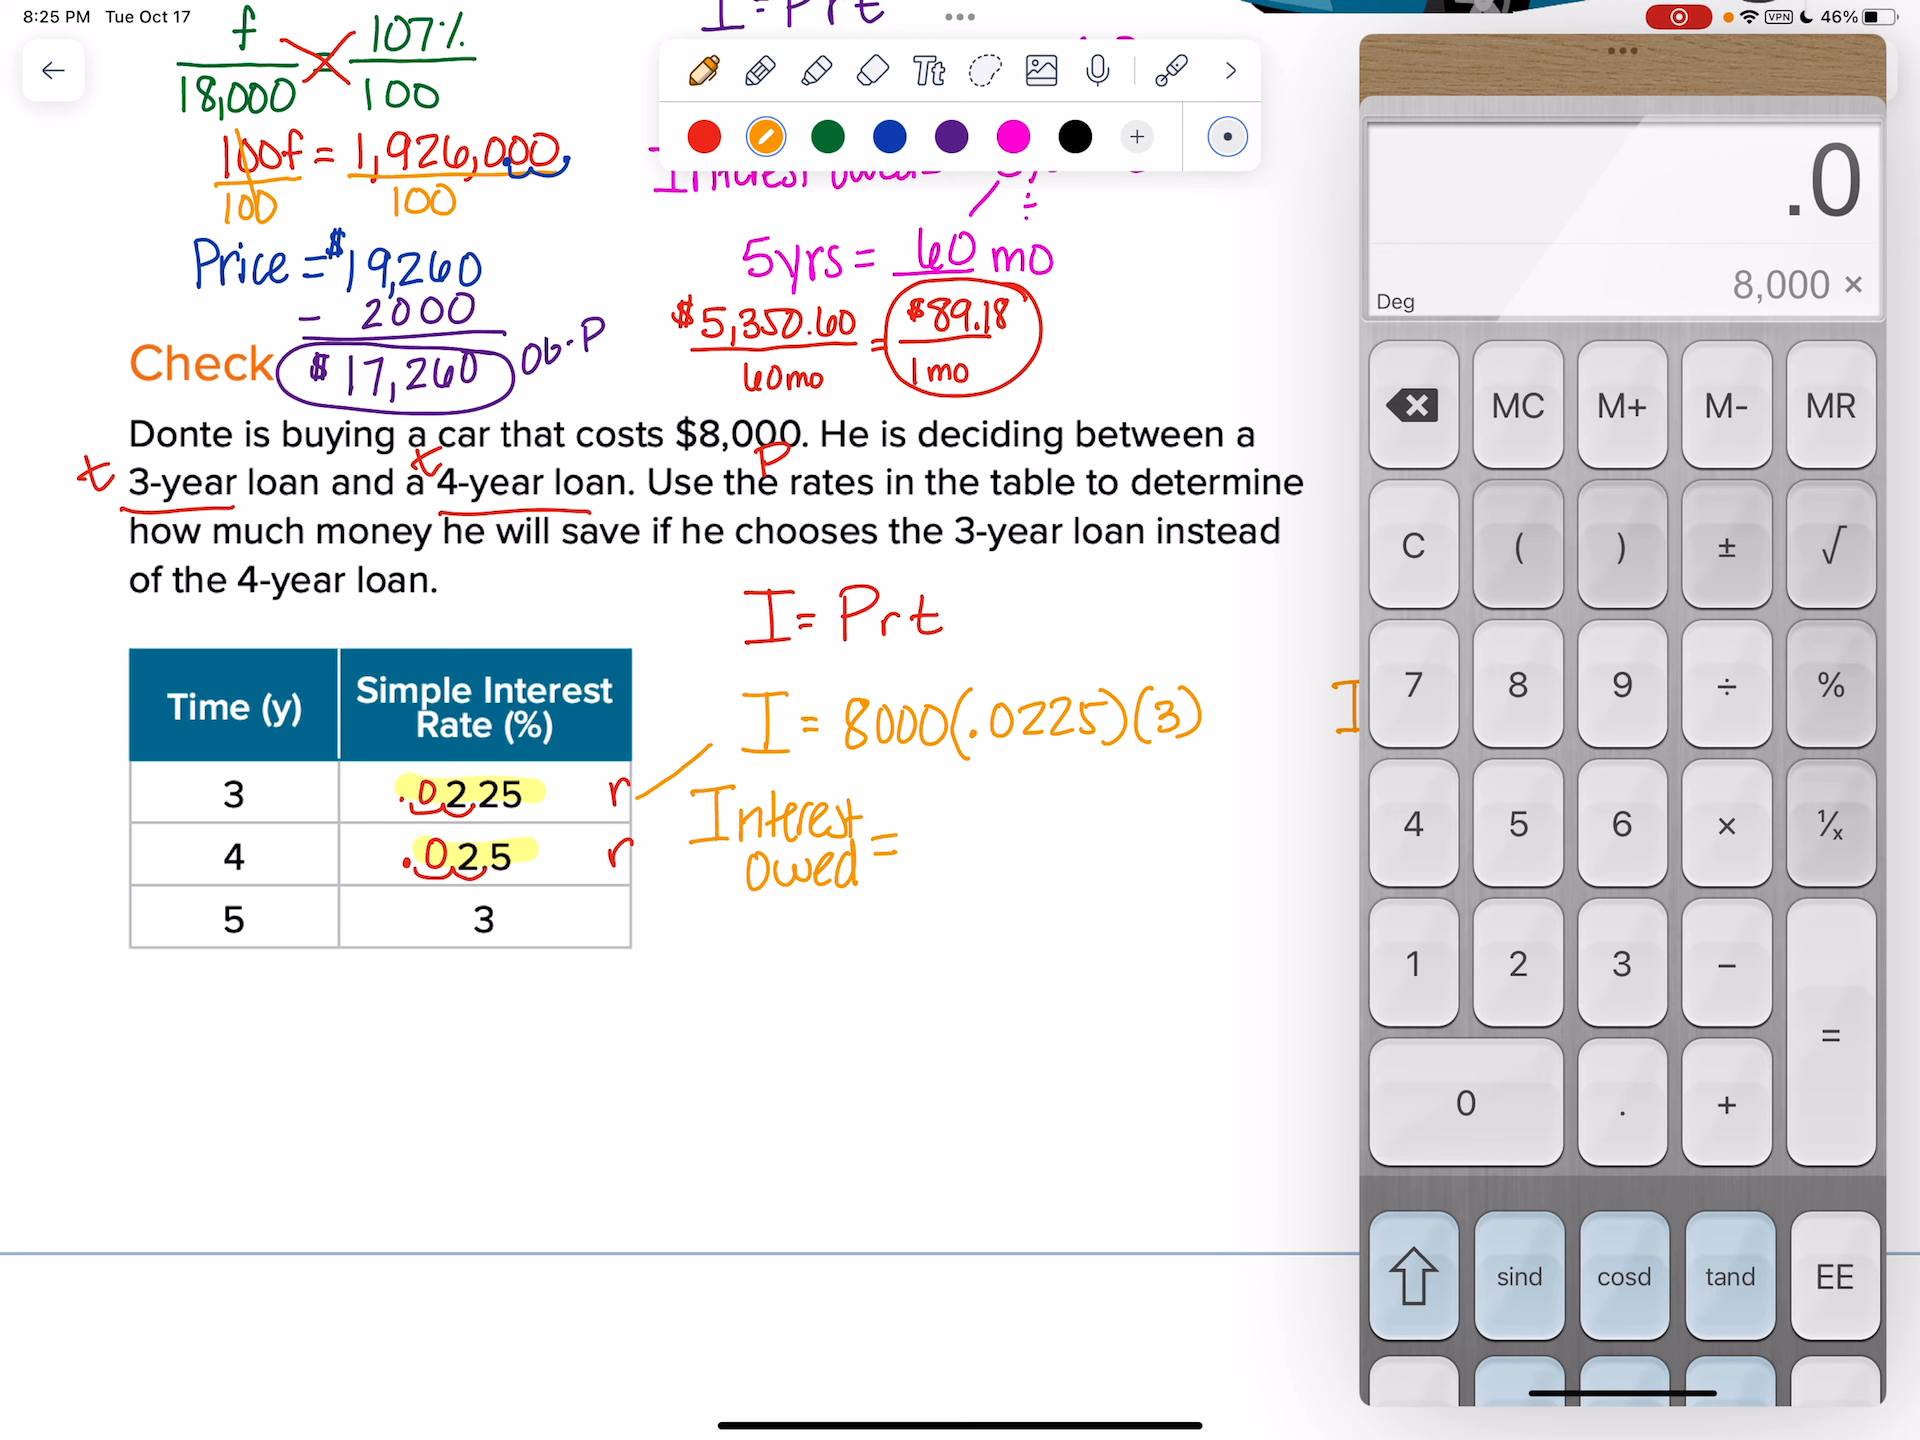 8:25 PM Tue Oct 17
VPN 46%
I = Prt
f/18,000 = 107%/100
100f/100 = 1,926,000/100
Price = $19,260
- 2000
$17,260 Ob. P
Tt
5yrs = 60 mo
$5,350.60/60mo = $89.18/1mo
Check
Donte is buying a car that costs $8,000. He is deciding between a
P
t 3-year loan and a t 4-year loan. Use the rates in the table to determine
how much money he will save if he chooses the 3-year loan instead
of the 4-year loan.
I = Prt
Time (y) Simple Interest Rate (%)
3 .02.25 r
4 .02.5 r
5 3
I = 8000(.0225)(3)
Interest
owed =
I
.0
8,000 ×
Deg
MC M+ M- MR
C ( ) ± √
7 8 9 ÷ %
4 5 6 × 1/x
1 2 3 −
=
0 . +
sind cosd tand EE